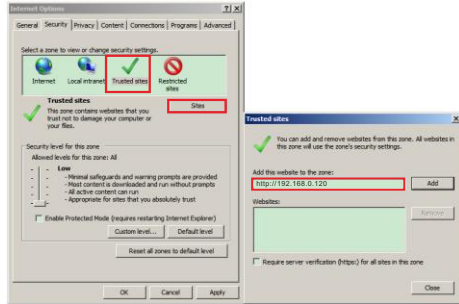 Internet Options
General Security Privacy Content Connections Programs Advanced
Select a zone to view or change security settings.
Internet Local intranet Trusted sites Restricted sites
Trusted sites
This zone contains websites that you
trust not to damage your computer or
your files.
Sites
Security level for this zone
Allowed levels for this zone: All
Low
- Minimal safeguards and warning prompts are provided
- Most content is downloaded and run without prompts
- All active content can run
- Appropriate for sites that you absolutely trust
Enable Protected Mode (requires restarting Internet Explorer)
Custom level... Default level
Reset all zones to default level
OK Cancel Apply
Trusted sites
You can add and remove websites from this zone. All websites in
this zone will use the zone's security settings.
Add this website to the zone:
http://192.168.0.120 Add
Websites:
Remove
Require server verification (https:) for all sites in this zone
Close